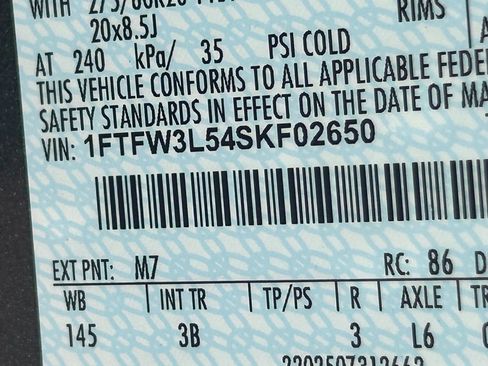 WITH RIMS
20x8.5J
AT 240 kPa/ 35 PSI COLD
THIS VEHICLE CONFORMS TO ALL APPLICABLE FEDE
SAFETY STANDARDS IN EFFECT ON THE DATE OF MA
VIN: 1FTFW3L54SKF02650
EXT PNT: M7 RC: 86 D
WB INT TR TP/PS R AXLE TR
145 3B 3 L6